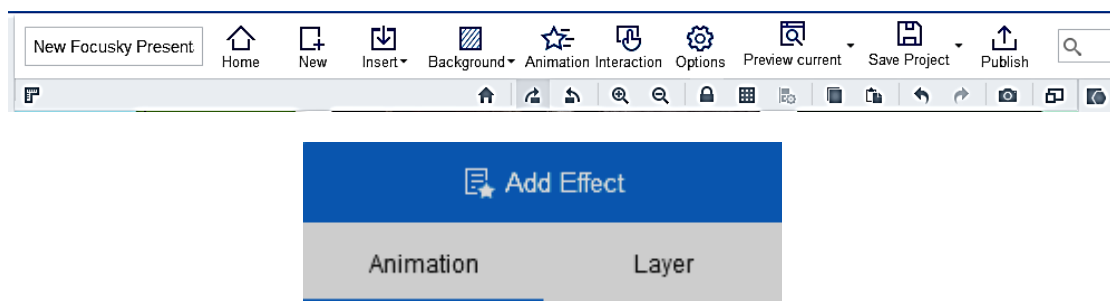 New Focusky Present
Home
New
Insert
Background
Animation
Interaction
Options
Preview current
Save Project
Publish
Add Effect
Animation
Layer